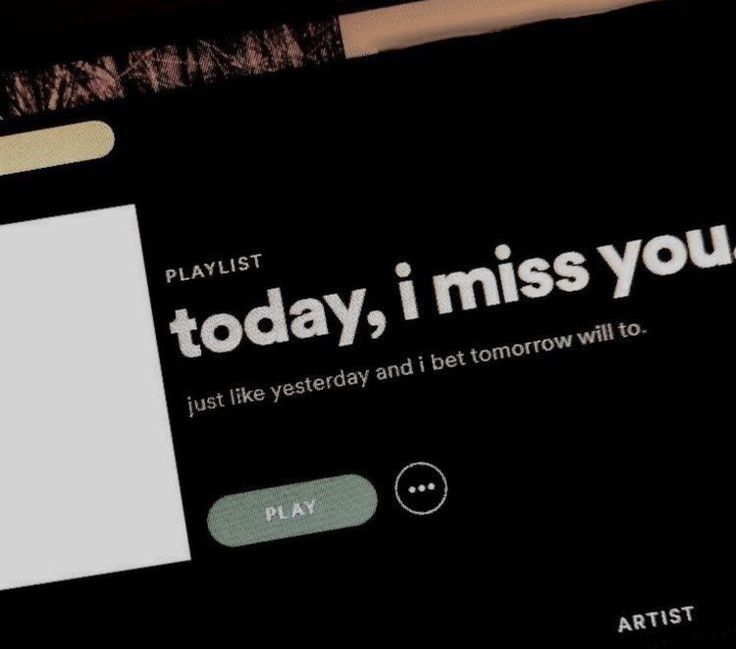 PLAYLIST
today, i miss you.
just like yesterday and i bet tomorrow will to.
PLAY
ARTIST